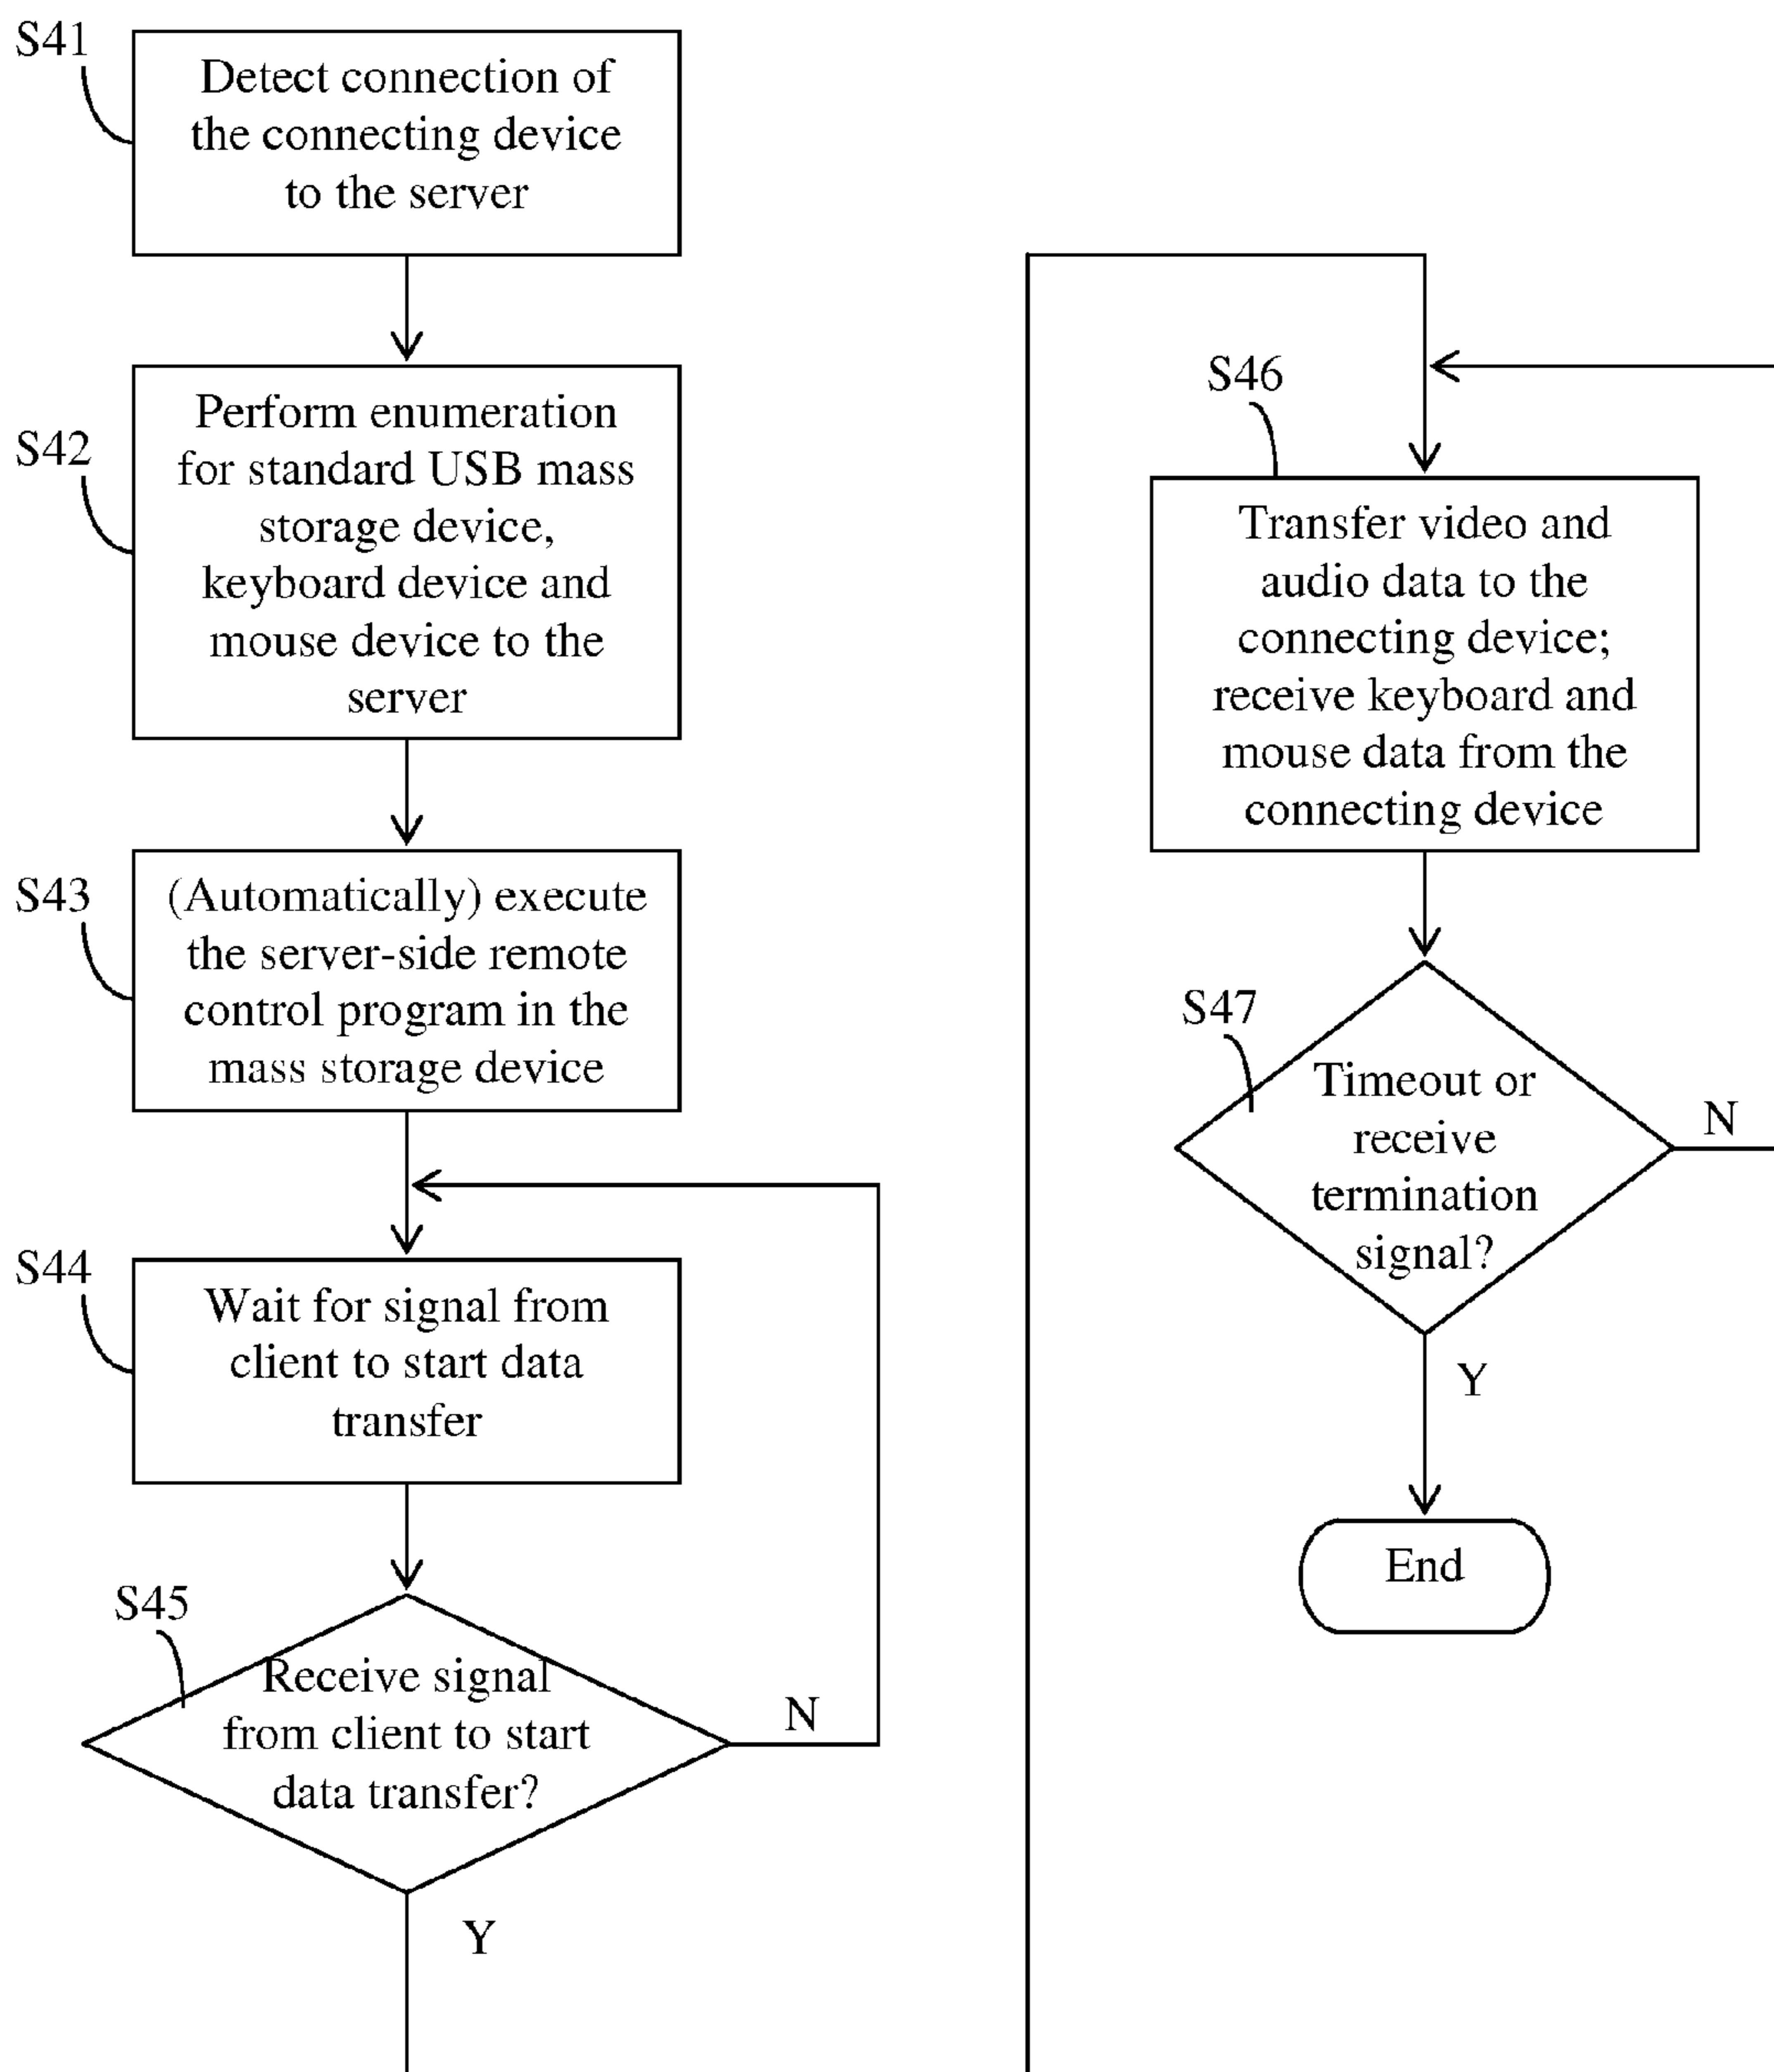 S41
Detect connection of
the connecting device
to the server
S42
Perform enumeration
for standard USB mass
storage device,
keyboard device and
mouse device to the
server
S43
(Automatically) execute
the server-side remote
control program in the
mass storage device
S44
Wait for signal from
client to start data
transfer
S45
Receive signal
from client to start
data transfer?
N
Y
S46
Transfer video and
audio data to the
connecting device;
receive keyboard and
mouse data from the
connecting device
S47
Timeout or
receive
termination
signal?
N
Y
End